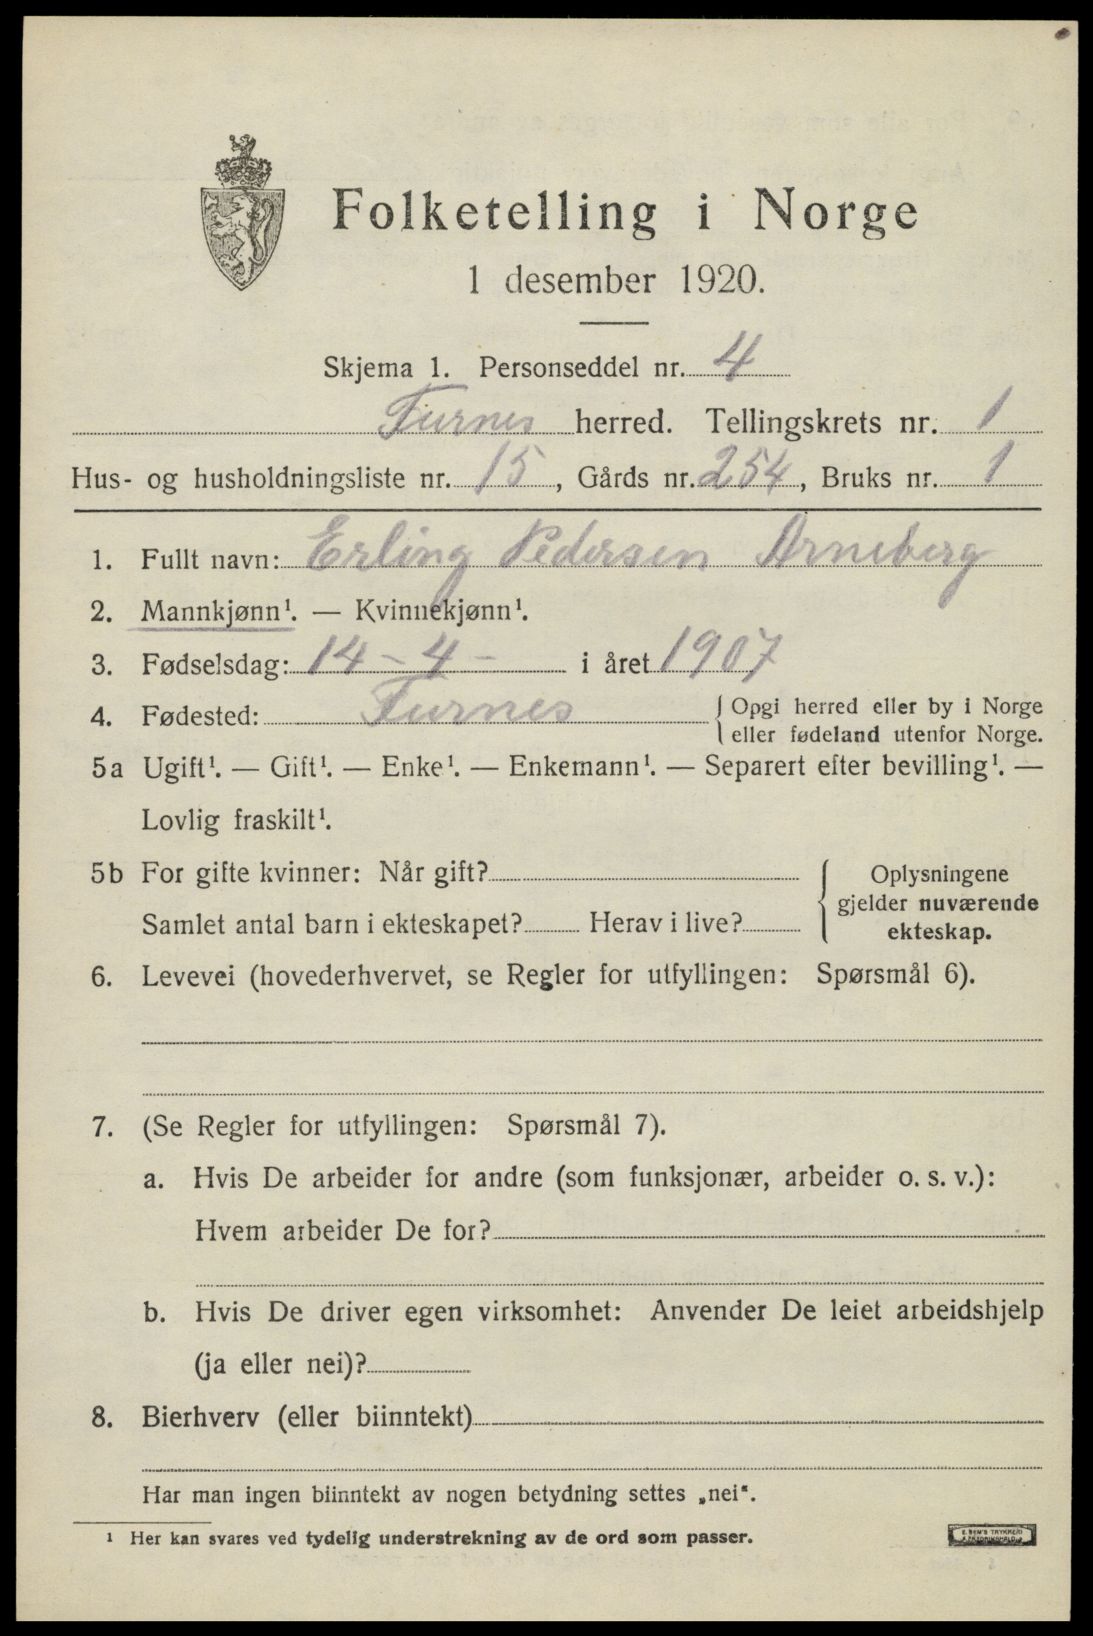 Folketelling i Norge
1 desember 1920.
Skjema 1. Personseddel nr. 4
Furnes herred. Tellingskrets nr. 1
Hus- og husholdningsliste nr. 15, Gårds nr. 254, Bruks nr. 1
1. Fullt navn: Erling Pedersen Arneberg
2. Mannkjønn¹. — Kvinnekjønn¹.
3. Fødselsdag: 14 - 4 - i året 1907
4. Fødested: Furnes { Opgi herred eller by i Norge
eller fødeland utenfor Norge.
5a Ugift¹. — Gift¹. — Enke¹. — Enkemann¹. — Separert efter bevilling¹. —
Lovlig fraskilt¹.
5b For gifte kvinner: Når gift?
Samlet antal barn i ekteskapet? Herav i live?
{ Oplysningene
gjelder nuværende
ekteskap.
6. Levevei (hovederhvervet, se Regler for utfyllingen: Spørsmål 6).
7. (Se Regler for utfyllingen: Spørsmål 7).
a. Hvis De arbeider for andre (som funksjonær, arbeider o. s. v.):
Hvem arbeider De for?
b. Hvis De driver egen virksomhet: Anvender De leiet arbeidshjelp
(ja eller nei)?
8. Bierhverv (eller biinntekt)
Har man ingen biinntekt av nogen betydning settes „nei“.
¹ Her kan svares ved tydelig understrekning av de ord som passer.